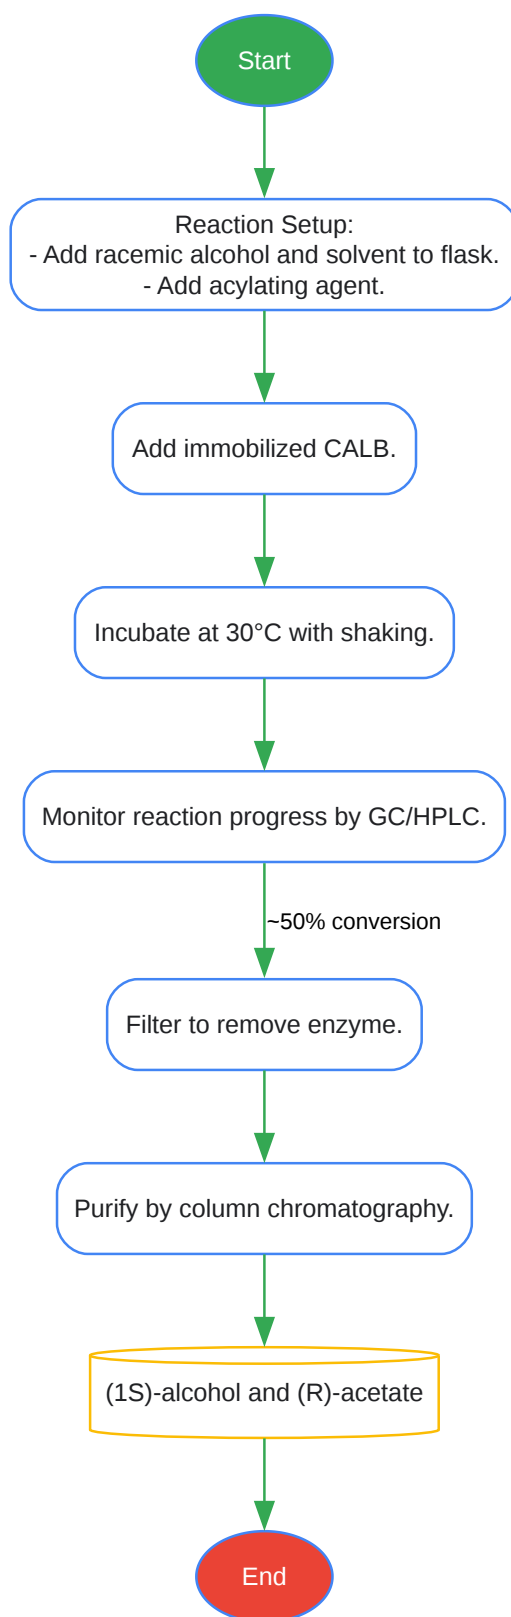 Start
Reaction Setup:
- Add racemic alcohol and solvent to flask.
- Add acylating agent.
Add immobilized CALB.
Incubate at 30°C with shaking.
Monitor reaction progress by GC/HPLC.
~50% conversion
Filter to remove enzyme.
Purify by column chromatography.
(1S)-alcohol and (R)-acetate
End